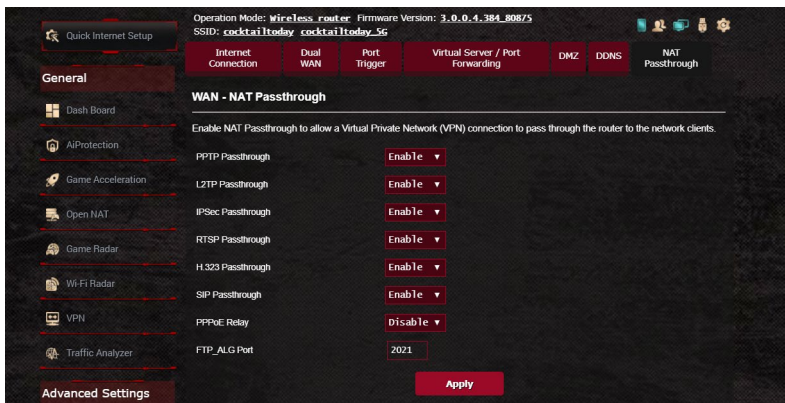 Operation Mode: Wireless router Firmware Version: 3.0.0.4.384_80875
SSID: cocktailtoday cocktailtoday_5G
Quick Internet Setup
General
Dash Board
AiProtection
Game Acceleration
Open NAT
Game Radar
Wi-Fi Radar
VPN
Traffic Analyzer
Advanced Settings
Internet Connection
Dual WAN
Port Trigger
Virtual Server / Port Forwarding
DMZ
DDNS
NAT Passthrough
WAN - NAT Passthrough
Enable NAT Passthrough to allow a Virtual Private Network (VPN) connection to pass through the router to the network clients.
PPTP Passthrough Enable
L2TP Passthrough Enable
IPSec Passthrough Enable
RTSP Passthrough Enable
H.323 Passthrough Enable
SIP Passthrough Enable
PPPoE Relay Disable
FTP_ALG Port 2021
Apply